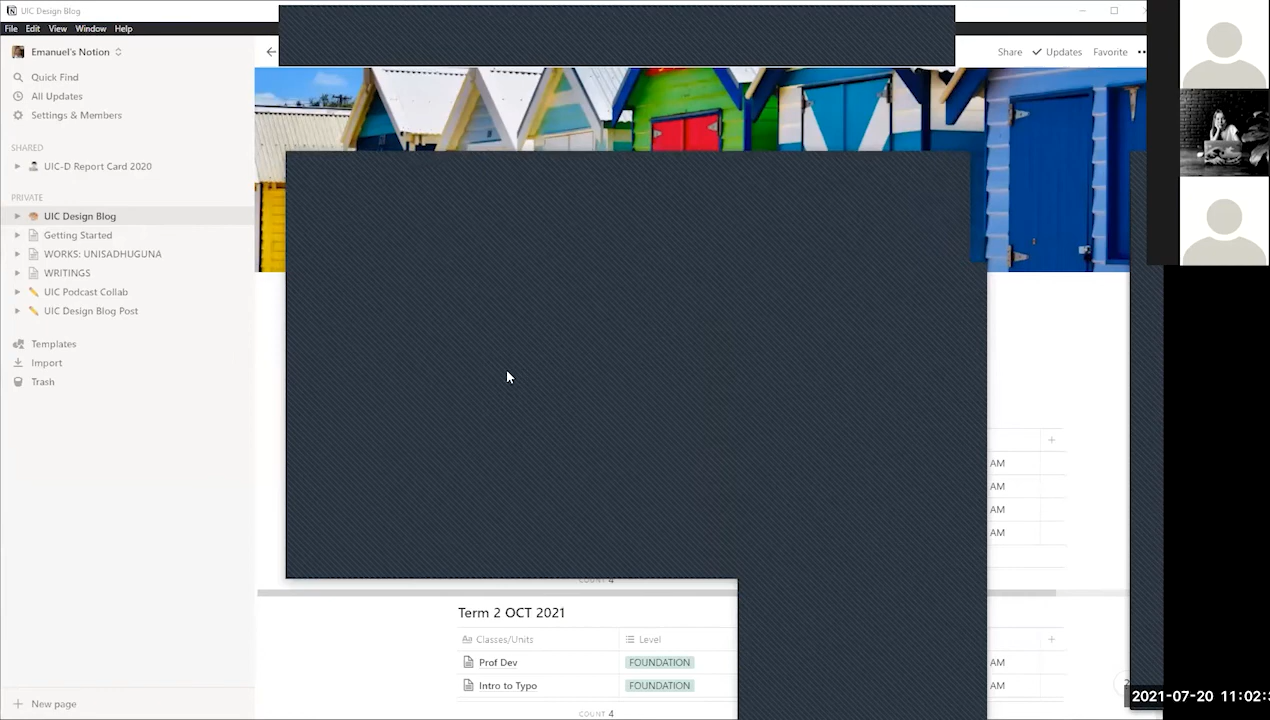 UIC Design Blog
File Edit View Window Help
Emanuel's Notion
Share Updates Favorite
Quick Find
All Updates
Settings & Members
SHARED
UIC-D Report Card 2020
PRIVATE
UIC Design Blog
Getting Started
WORKS: UNISADHUGUNA
WRITINGS
UIC Podcast Collab
UIC Design Blog Post
Templates
Import
Trash
AM
AM
AM
AM
COUNT 4
Term 2 OCT 2021
Aa Classes/Units Level
Prof Dev FOUNDATION AM
Intro to Typo FOUNDATION AM
COUNT 4
New page
2021-07-20 11:02: